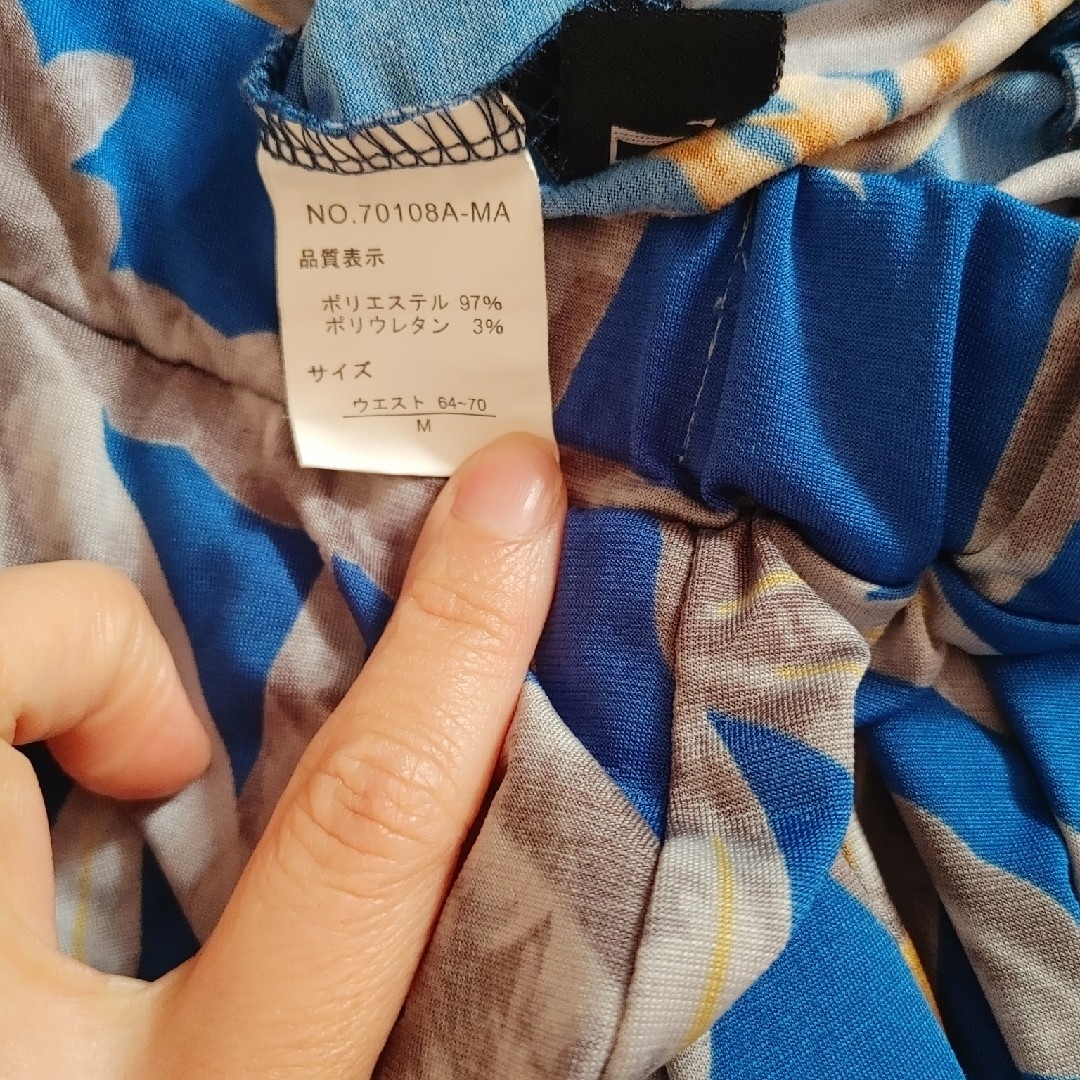 NO.70108A-MA
品質表示
ポリエステル 97%
ポリウレタン 3%
サイズ
ウエスト 64~70
M